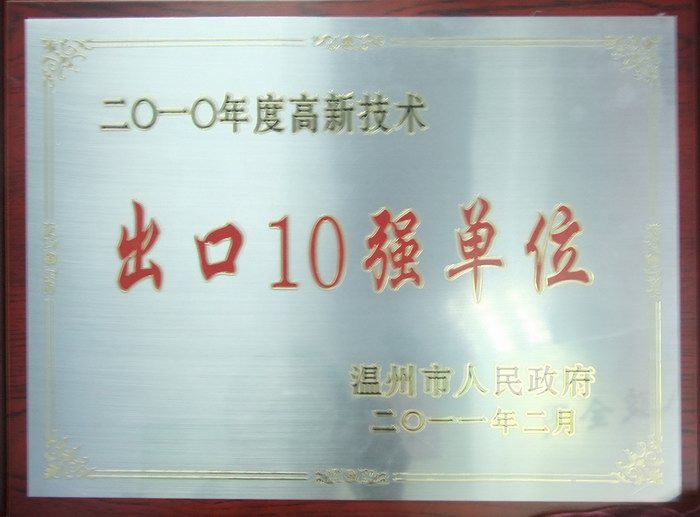 二〇一〇年度高新技术
出口10强单位
温州市人民政府
二〇一一年二月